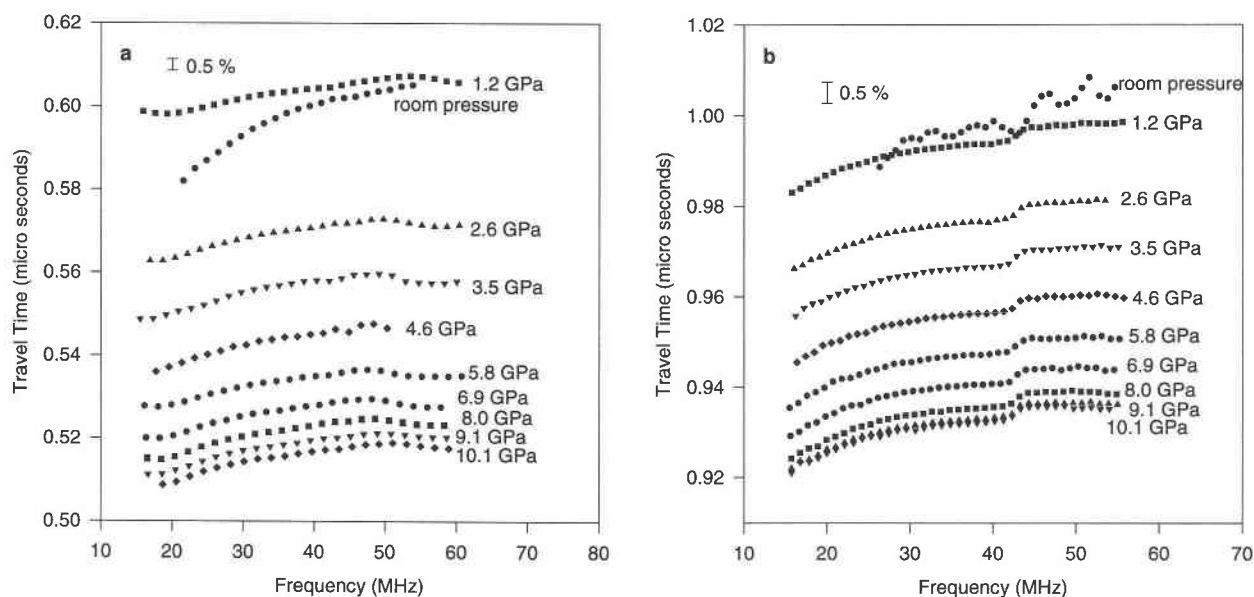 a
0.5 %
1.2 GPa
room pressure
2.6 GPa
3.5 GPa
4.6 GPa
5.8 GPa
6.9 GPa
8.0 GPa
9.1 GPa
10.1 GPa
0.62
0.60
0.58
0.56
0.54
0.52
0.50
Travel Time (micro seconds)
10 20 30 40 50 60 70 80
Frequency (MHz)
b
0.5 %
room pressure
1.2 GPa
2.6 GPa
3.5 GPa
4.6 GPa
5.8 GPa
6.9 GPa
8.0 GPa
9.1 GPa
10.1 GPa
1.02
1.00
0.98
0.96
0.94
0.92
Travel Time (micro seconds)
10 20 30 40 50 60 70
Frequency (MHz)